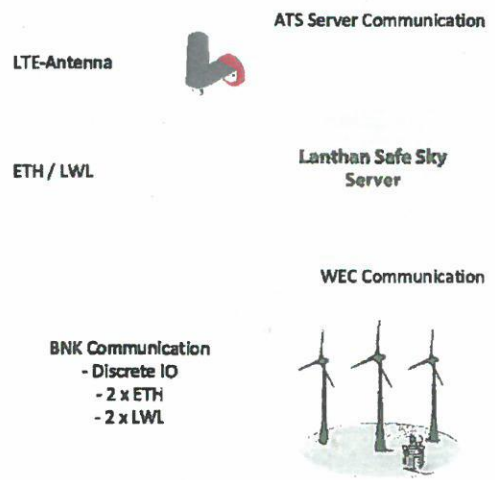 ATS Server Communication
LTE-Antenna
ETH / LWL
Lanthan Safe Sky
Server
WEC Communication
BNK Communication
- Discrete IO
- 2 x ETH
- 2 x LWL